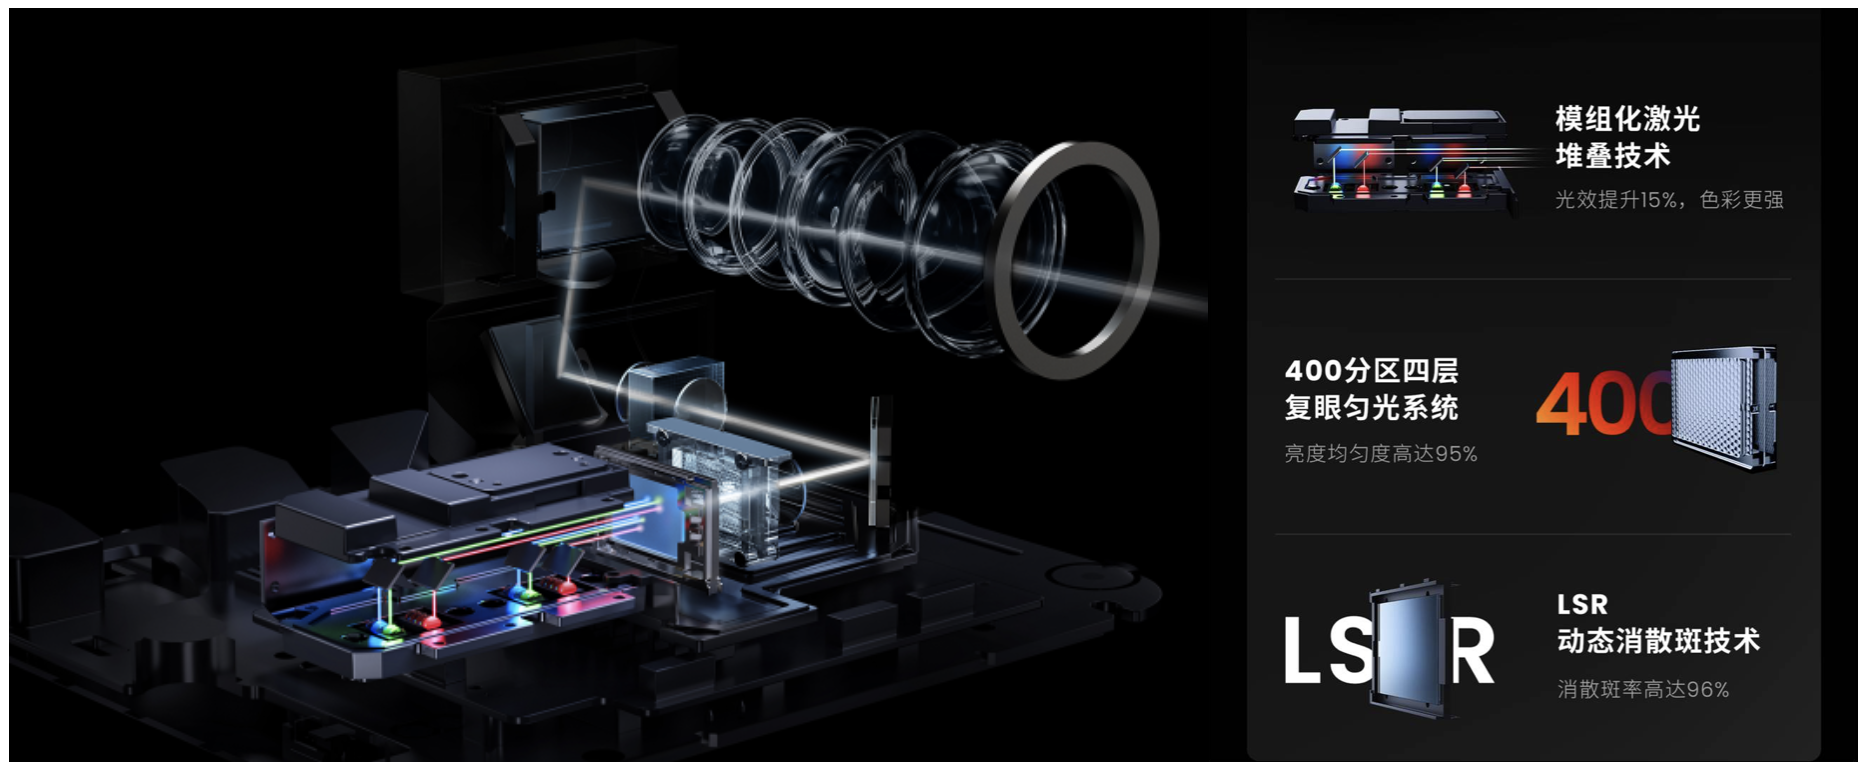 模组化激光
堆叠技术
光效提升15%，色彩更强
400分区四层
复眼匀光系统
亮度均匀度高达95%
400
LSR
LSR
动态消散斑技术
消散斑率高达96%